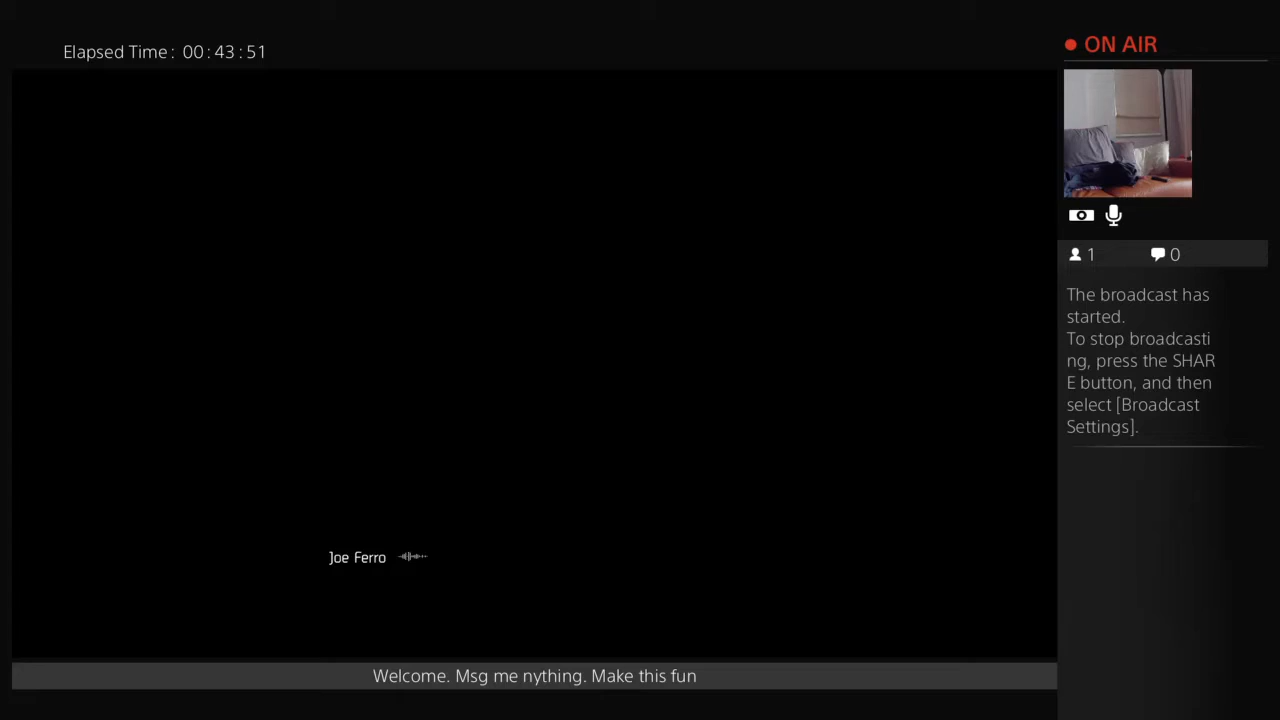 Elapsed Time: 00:43:51
ON AIR
1 0
The broadcast has
started.
To stop broadcasti
ng, press the SHAR
E button, and then
select [Broadcast
Settings].
Joe Ferro
Welcome. Msg me nything. Make this fun